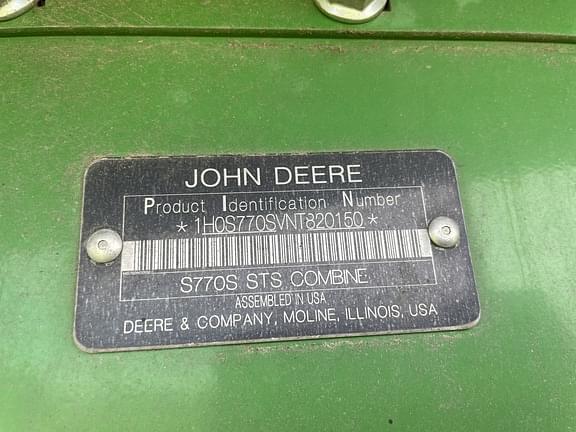 JOHN DEERE
Product Identification Number
*1H0S770SVNT820150*
S770S STS COMBINE
ASSEMBLED IN USA
DEERE & COMPANY, MOLINE, ILLINOIS, USA